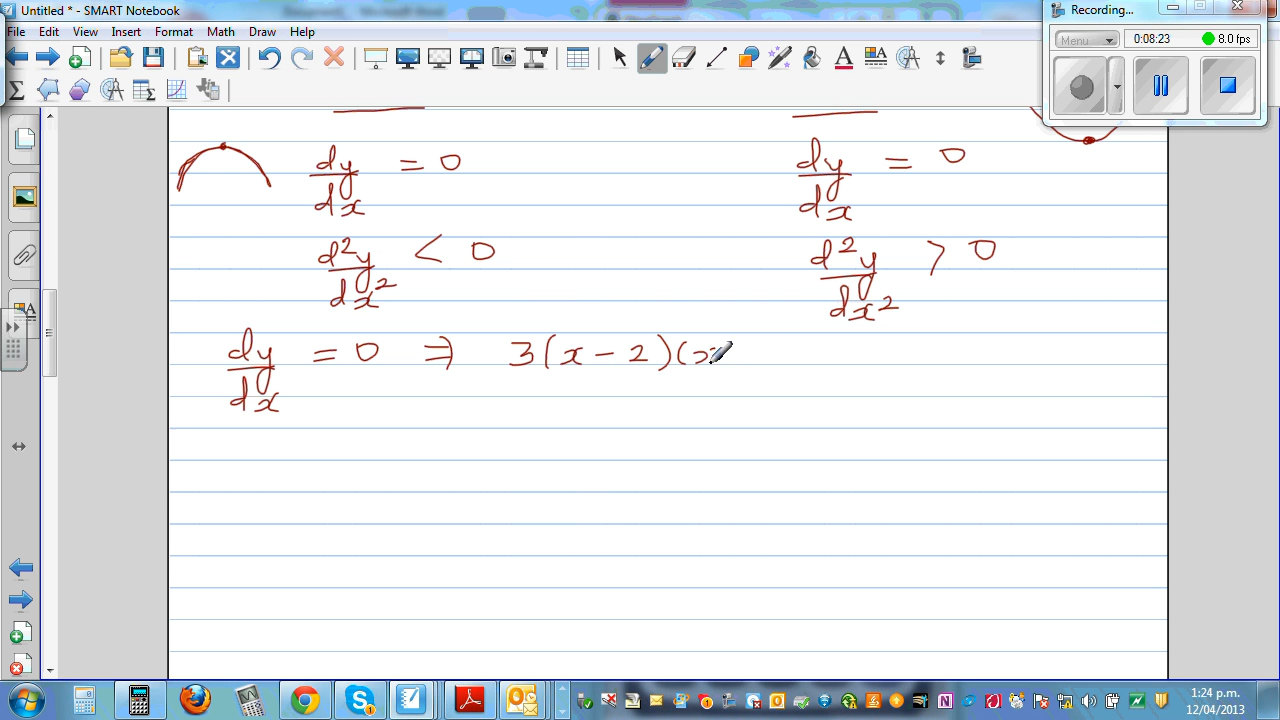 Untitled * - SMART Notebook
Recording...
File Edit View Insert Format Math Draw Help
Menu
0:08:23
8.0 fps
dy/dx = 0
dy/dx = 0
d²y/dx² < 0
d²y/dx² > 0
dy/dx = 0 ⇒ 3(x - 2)(x
1:24 p.m.
12/04/2013